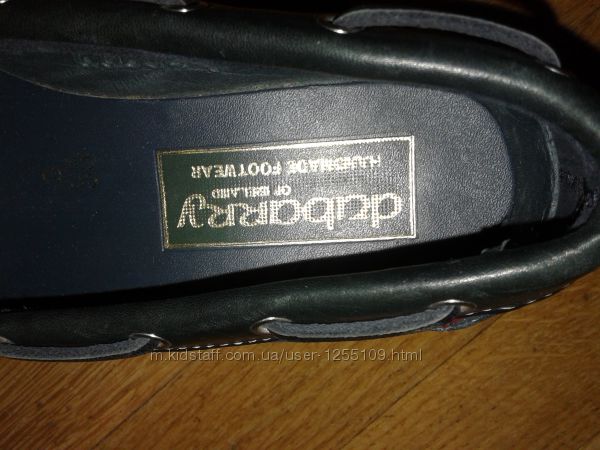 dubarry
OF IRELAND
HANDMADE FOOTWEAR
m.kidstaff.com.ua/user-1255109.html